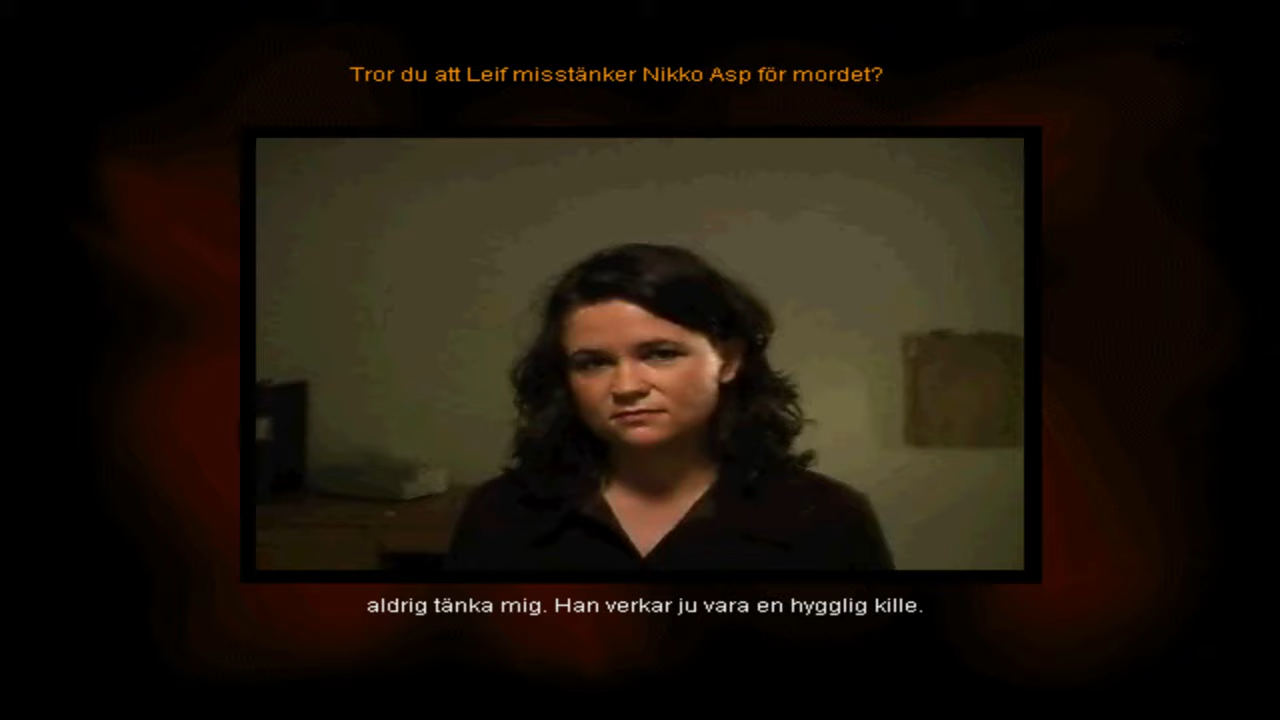 Tror du att Leif misstänker Nikko Asp för mordet?
aldrig tänka mig. Han verkar ju vara en hygglig kille.